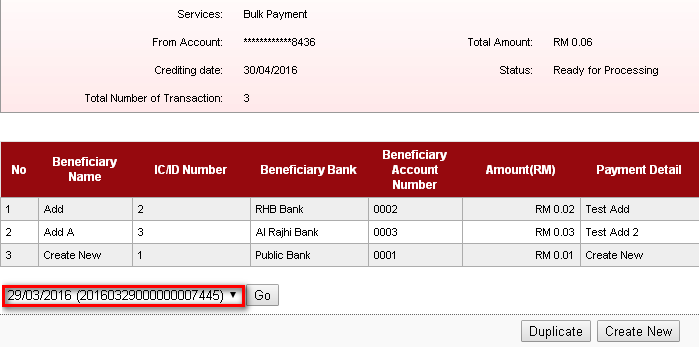 Services: Bulk Payment
From Account: ************8436 Total Amount: RM 0.06
Crediting date: 30/04/2016 Status: Ready for Processing
Total Number of Transaction: 3
No Beneficiary Name IC/ID Number Beneficiary Bank Beneficiary Account Number Amount(RM) Payment Detail
1 Add 2 RHB Bank 0002 RM 0.02 Test Add
2 Add A 3 Al Rajhi Bank 0003 RM 0.03 Test Add 2
3 Create New 1 Public Bank 0001 RM 0.01 Create New
29/03/2016 (20160329000000007445) Go
Duplicate Create New